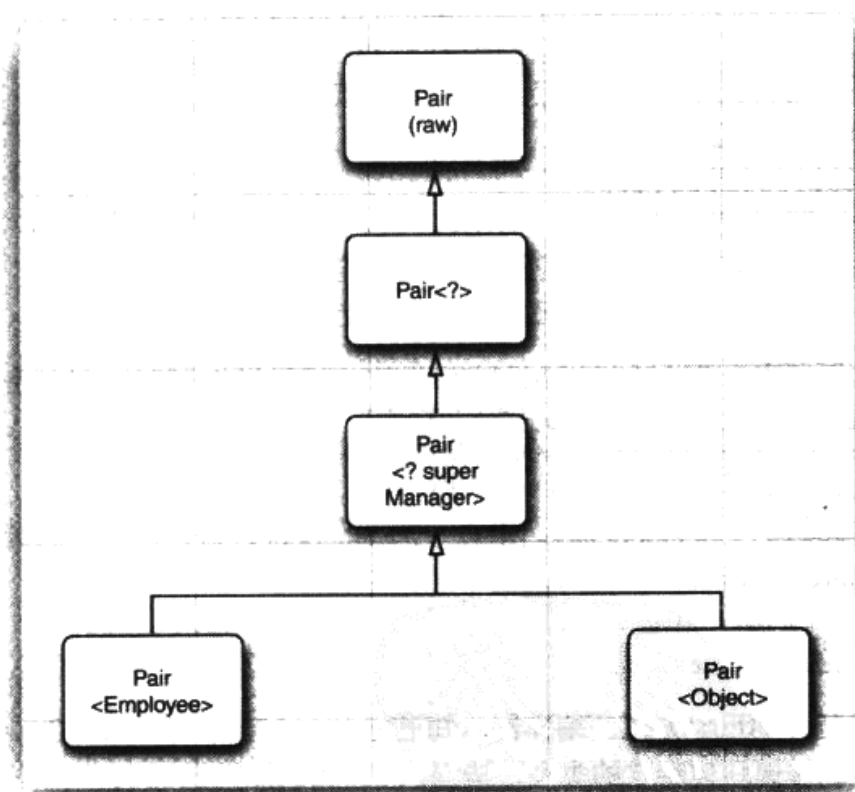 Pair
(raw)
Pair<?>
Pair
<? super
Manager>
Pair
<Employee>
Pair
<Object>